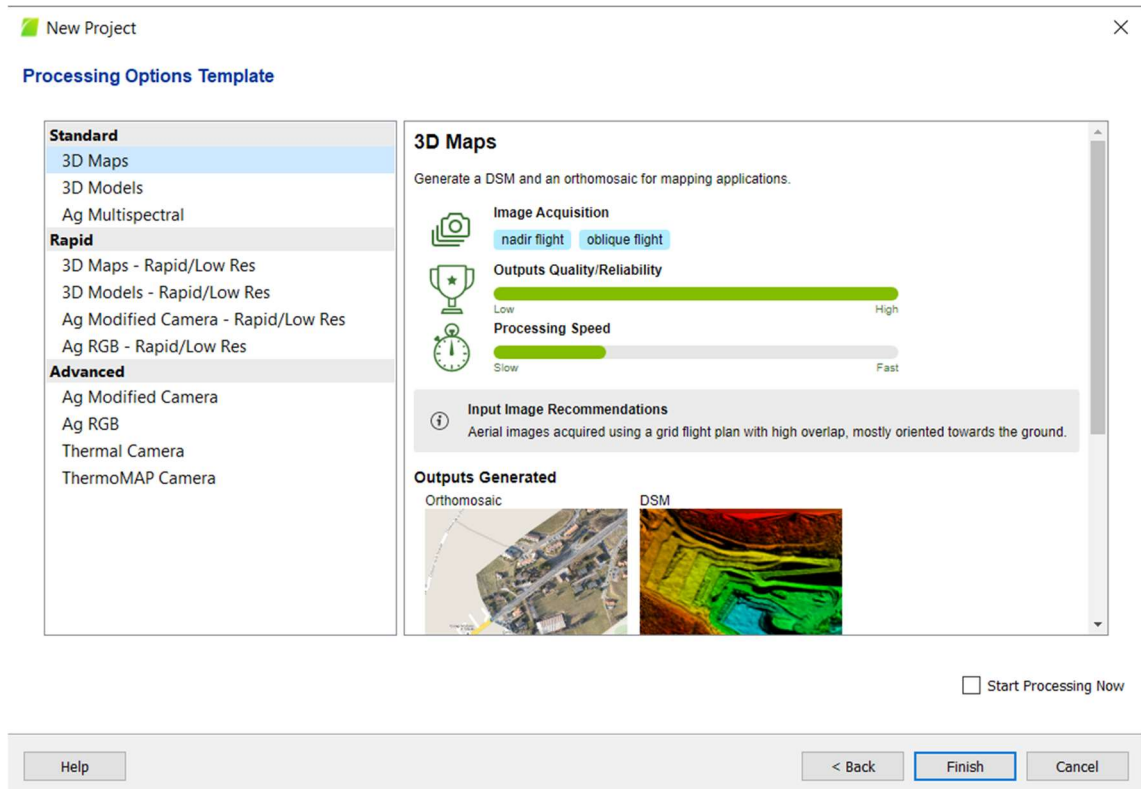 New Project
Processing Options Template
Standard
3D Maps
3D Models
Ag Multispectral
Rapid
3D Maps - Rapid/Low Res
3D Models - Rapid/Low Res
Ag Modified Camera - Rapid/Low Res
Ag RGB - Rapid/Low Res
Advanced
Ag Modified Camera
Ag RGB
Thermal Camera
ThermoMAP Camera
3D Maps
Generate a DSM and an orthomosaic for mapping applications.
Image Acquisition
nadir flight oblique flight
Outputs Quality/Reliability
Low High
Processing Speed
Slow Fast
Input Image Recommendations
Aerial images acquired using a grid flight plan with high overlap, mostly oriented towards the ground.
Outputs Generated
Orthomosaic DSM
Start Processing Now
Help < Back Finish Cancel